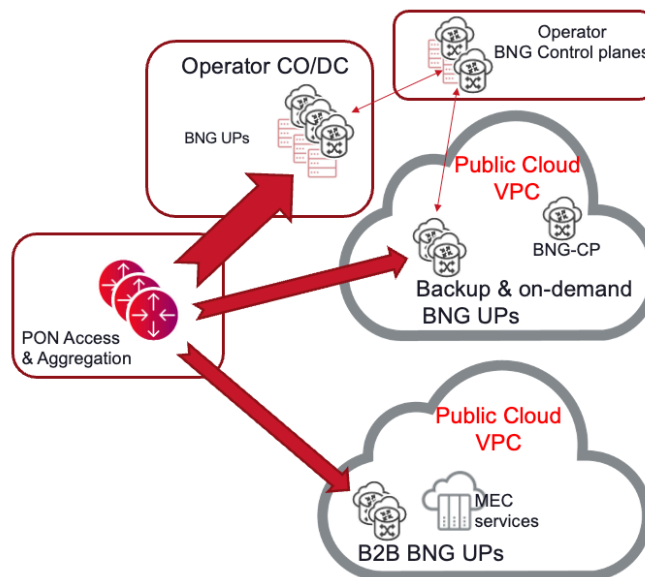 Operator
BNG Control planes
Operator CO/DC
BNG UPs
Public Cloud
VPC
BNG-CP
Backup & on-demand
BNG UPs
PON Access
& Aggregation
Public Cloud
VPC
MEC
services
B2B BNG UPs